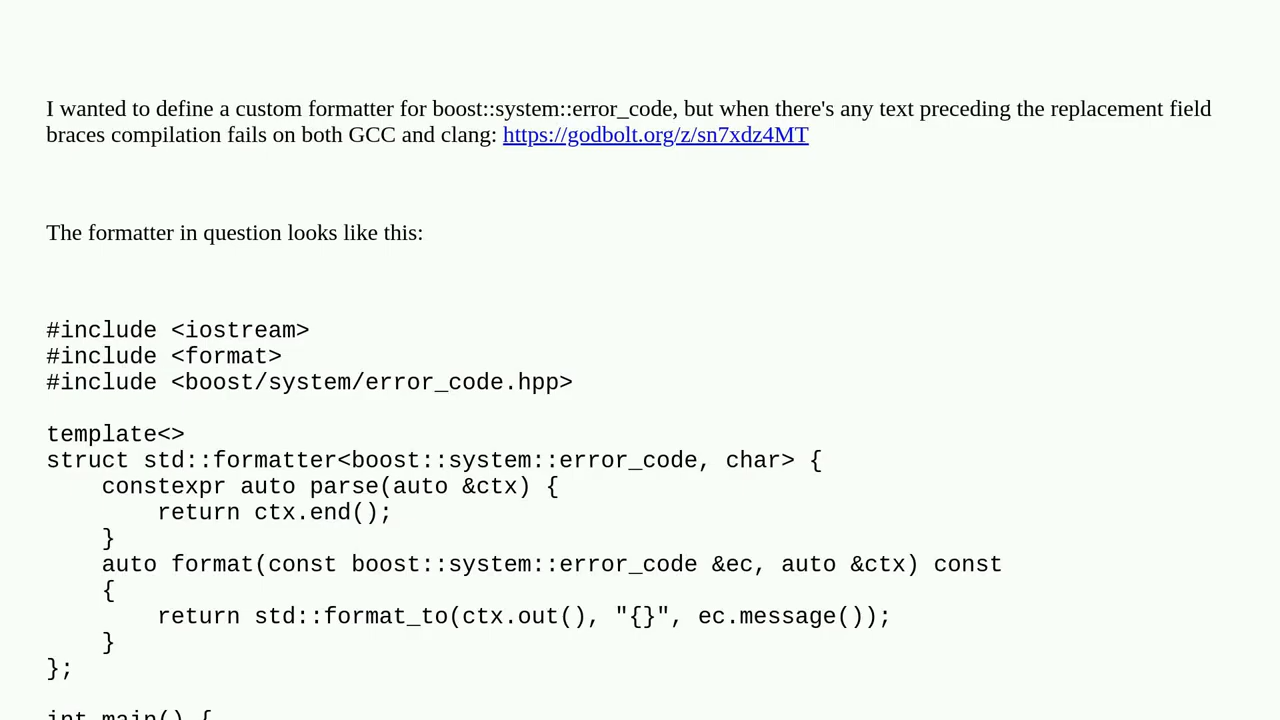 I wanted to define a custom formatter for boost::system::error_code, but when there's any text preceding the replacement field
braces compilation fails on both GCC and clang: https://godbolt.org/z/sn7xdz4MT
The formatter in question looks like this:
#include <iostream>
#include <format>
#include <boost/system/error_code.hpp>
template<>
struct std::formatter<boost::system::error_code, char> {
    constexpr auto parse(auto &ctx) {
        return ctx.end();
    }
    auto format(const boost::system::error_code &ec, auto &ctx) const
    {
        return std::format_to(ctx.out(), "{}", ec.message());
    }
};
int main() {